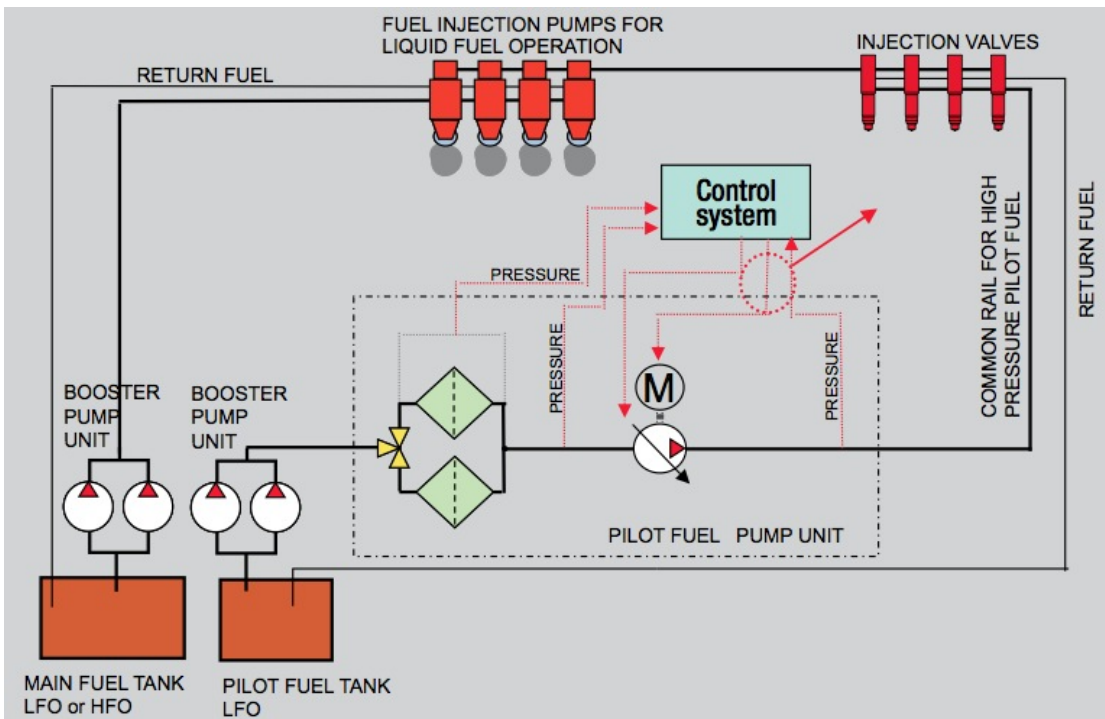 FUEL INJECTION PUMPS FOR
LIQUID FUEL OPERATION
INJECTION VALVES
RETURN FUEL
Control
system
PRESSURE
PRESSURE
PRESSURE
COMMON RAIL FOR HIGH
PRESSURE PILOT FUEL
RETURN FUEL
BOOSTER
PUMP
UNIT
BOOSTER
PUMP
UNIT
M
PILOT FUEL PUMP UNIT
MAIN FUEL TANK
LFO or HFO
PILOT FUEL TANK
LFO